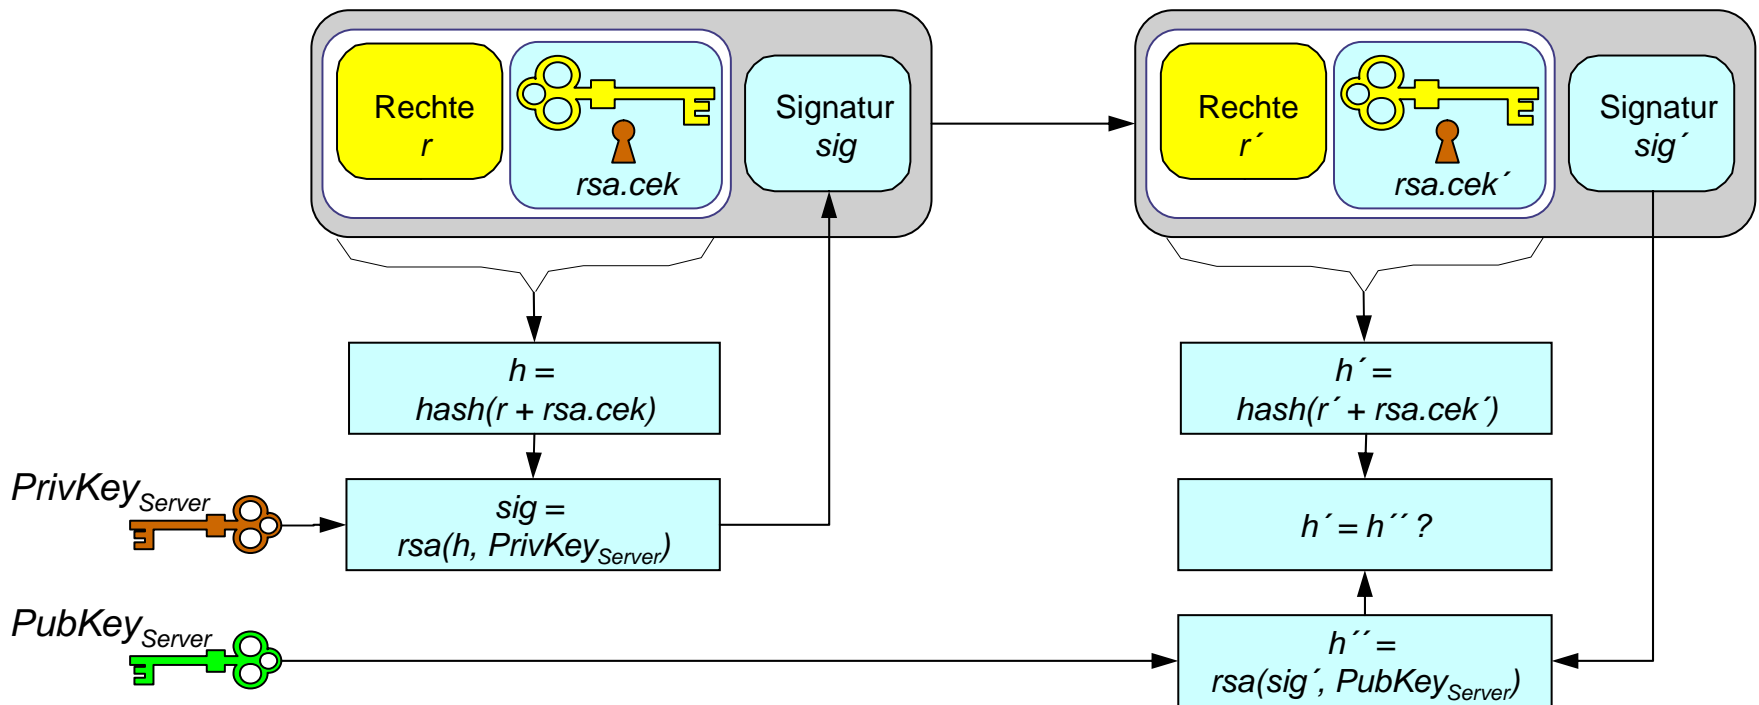 Rechte
r
rsa.cek
Signatur
sig
Rechte
r´
rsa.cek´
Signatur
sig´
h =
hash(r + rsa.cek)
h´ =
hash(r´ + rsa.cek´)
PrivKeyServer
sig =
rsa(h, PrivKeyServer)
h´ = h´´ ?
PubKeyServer
h´´ =
rsa(sig´, PubKeyServer)